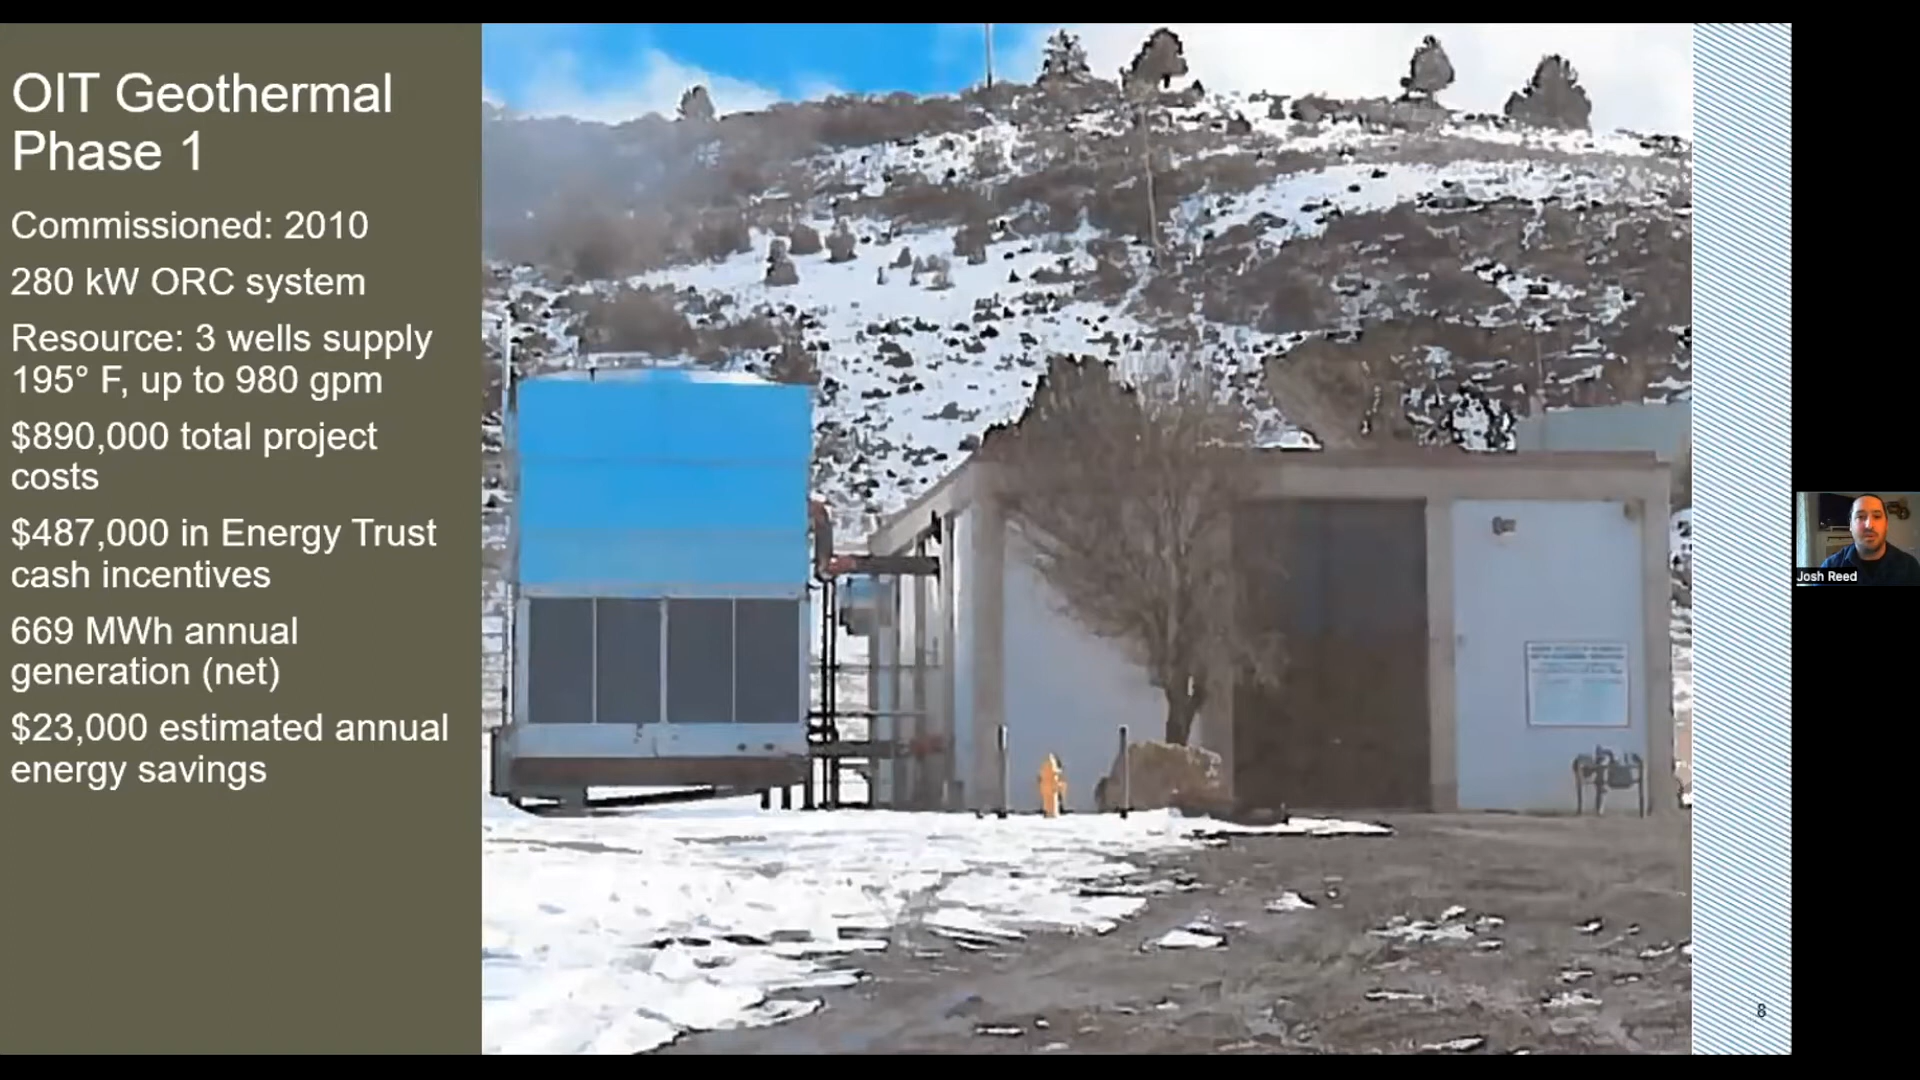 OIT Geothermal
Phase 1
Commissioned: 2010
280 kW ORC system
Resource: 3 wells supply
195° F, up to 980 gpm
$890,000 total project
costs
$487,000 in Energy Trust
cash incentives
669 MWh annual
generation (net)
$23,000 estimated annual
energy savings
Josh Reed
8